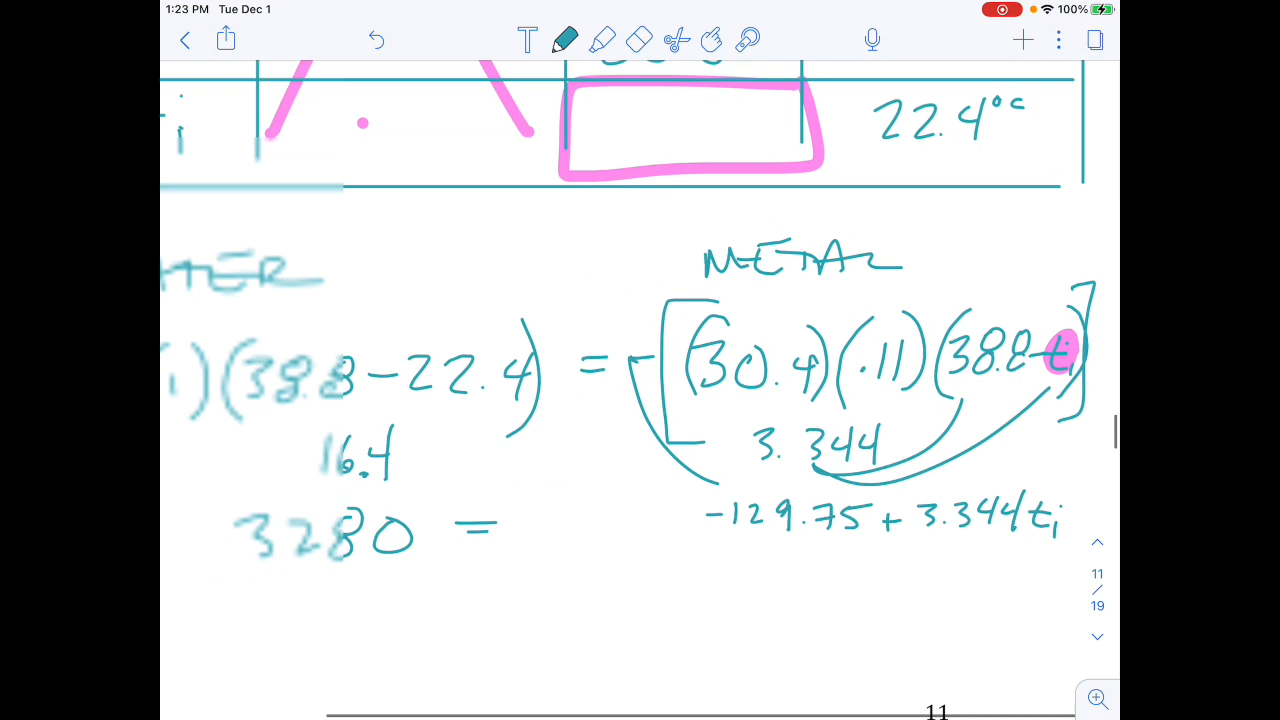 1:23 PM Tue Dec 1
100%
T
i
22.4°C
TER
METAL
)(38.8-22.4) = -[(30.4)(.11)(38.8-ti)]
16.4
3.344
3280 =
-129.75 + 3.344ti
11
/
19
11